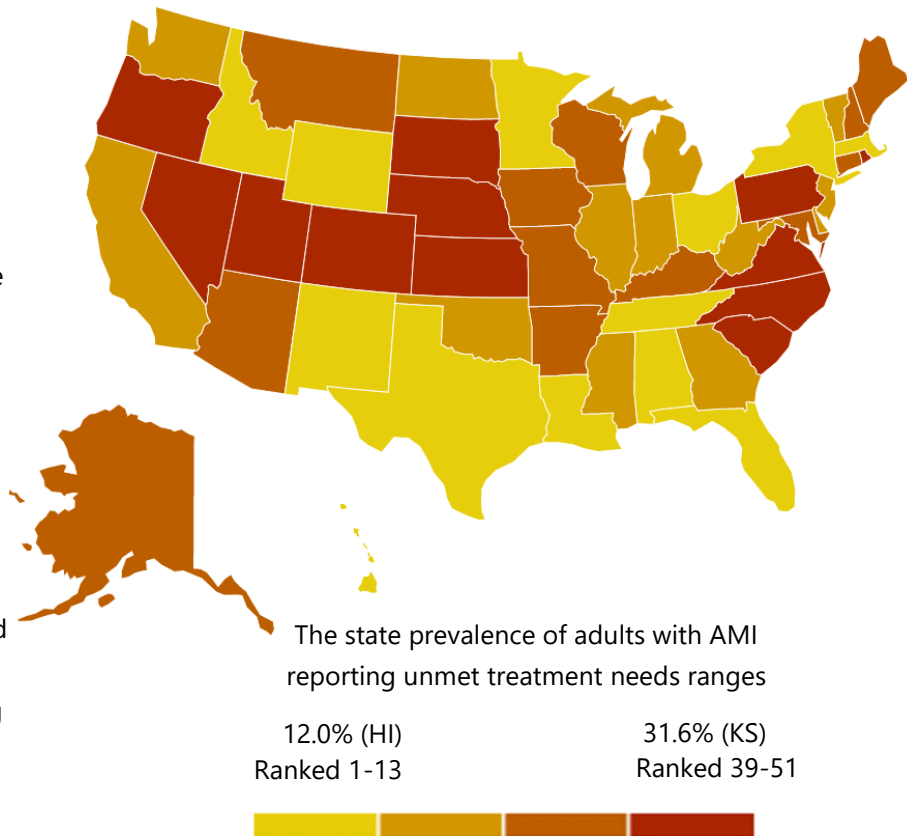 e
d
The state prevalence of adults with AMI
reporting unmet treatment needs ranges
12.0% (HI) 31.6% (KS)
Ranked 1-13 Ranked 39-51